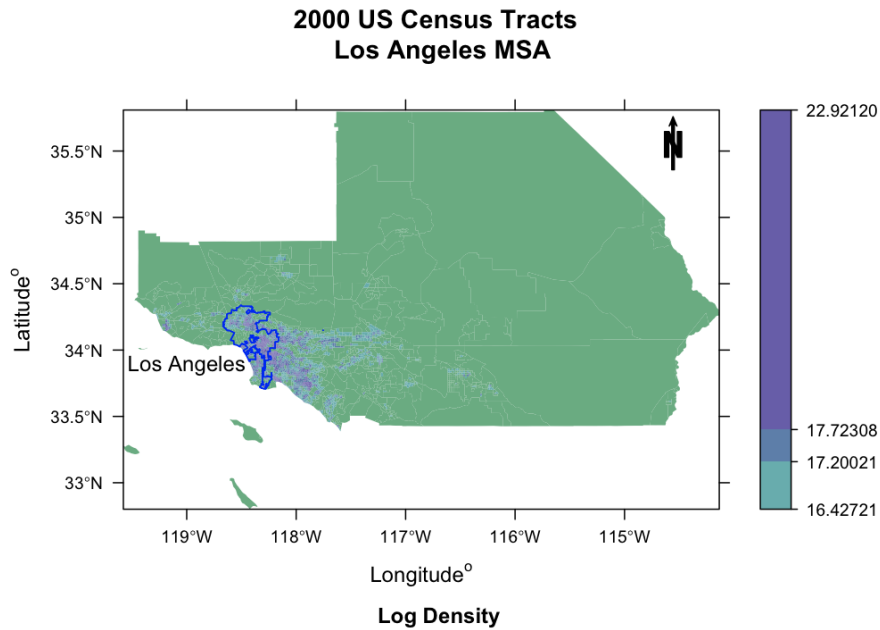 2000 US Census Tracts
Los Angeles MSA
N
22.92120
17.72308
17.20021
16.42721
35.5°N
35°N
34.5°N
34°N
33.5°N
33°N
Latitude°
Los Angeles
119°W 118°W 117°W 116°W 115°W
Longitude°
Log Density